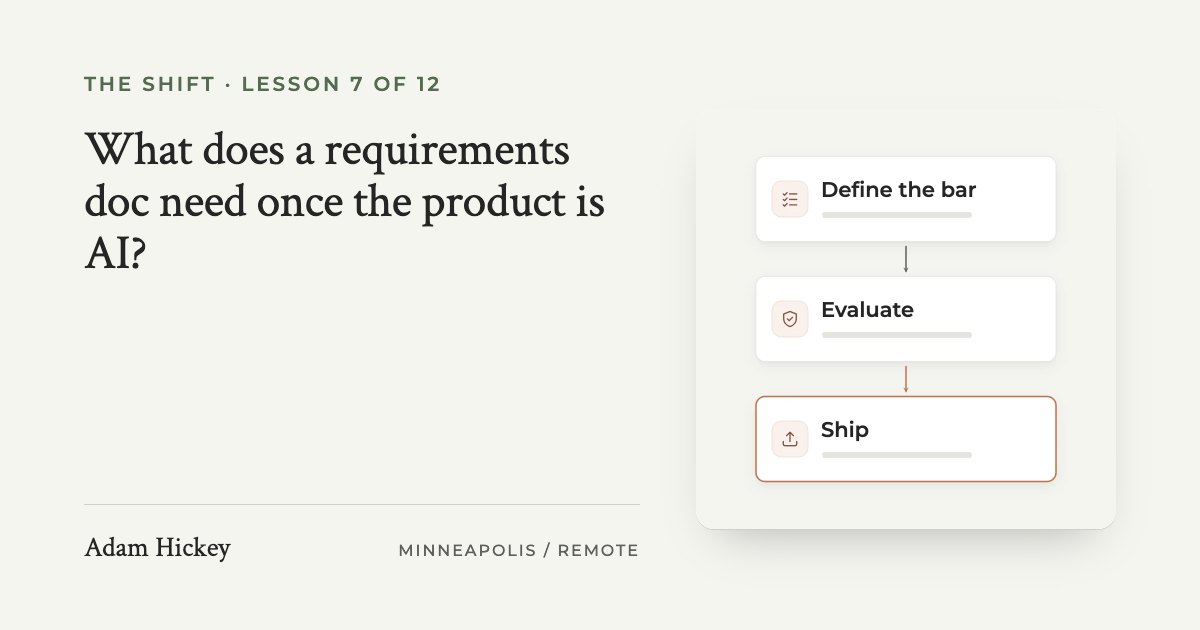 THE SHIFT · LESSON 7 OF 12
What does a requirements
doc need once the product is
AI?
Adam Hickey
MINNEAPOLIS / REMOTE
Define the bar
Evaluate
Ship